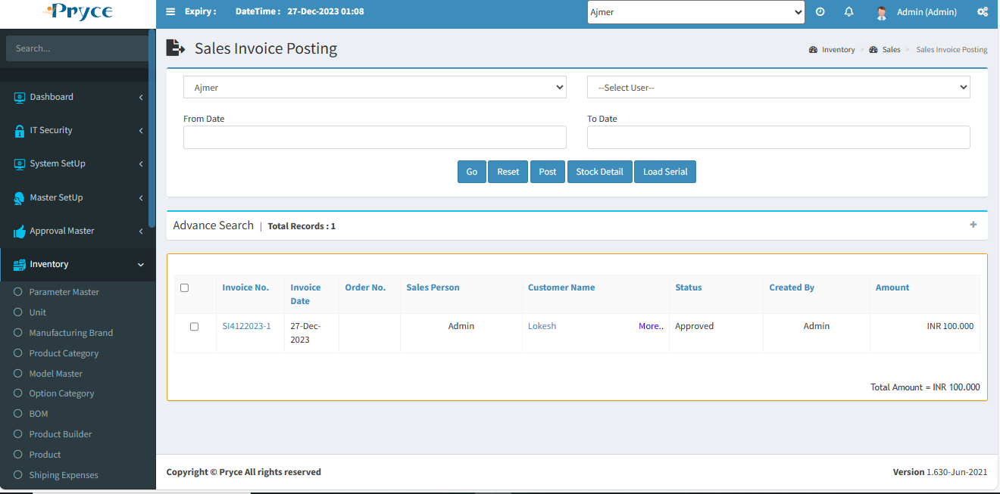 Pryce
Expiry : DateTime : 27-Dec-2023 01:08 Ajmer Admin (Admin)
Search...
Sales Invoice Posting
Inventory > Sales > Sales Invoice Posting
Dashboard
IT Security
System SetUp
Master SetUp
Approval Master
Inventory
Parameter Master
Unit
Manufacturing Brand
Product Category
Model Master
Option Category
BOM
Product Builder
Product
Shiping Expenses
Ajmer --Select User--
From Date To Date
Go Reset Post Stock Detail Load Serial
Advance Search | Total Records : 1
Invoice No. Invoice Date Order No. Sales Person Customer Name Status Created By Amount
SI4122023-1 27-Dec-2023 Admin Lokesh More.. Approved Admin INR 100.000
Total Amount = INR 100.000
Copyright © Pryce All rights reserved Version 1.630-Jun-2021